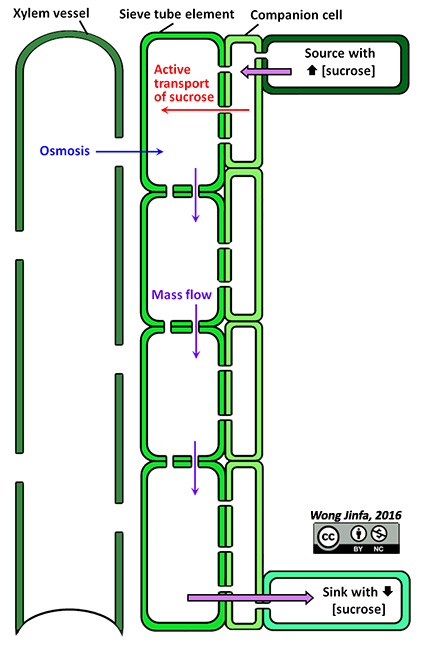 Xylem vessel
Sieve tube element
Companion cell
Source with
⬆ [sucrose]
Active
transport
of sucrose
Osmosis
Mass flow
Wong Jinfa, 2016
cc
BY NC
Sink with ⬇
[sucrose]